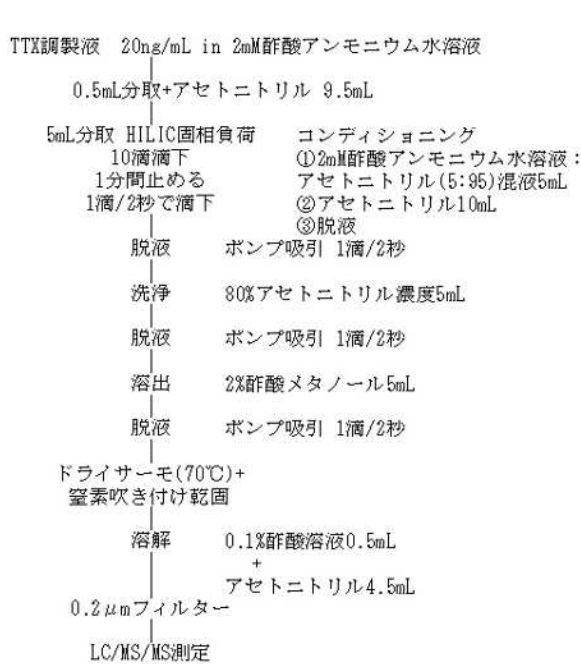 TTX調製液 20ng/mL in 2mM酢酸アンモニウム水溶液
0.5mL分取+アセトニトリル 9.5mL
5mL分取 HILIC固相負荷
10滴滴下
1分間止める
1滴/2秒で滴下
コンディショニング
①2mM酢酸アンモニウム水溶液：
アセトニトリル(5:95)混液5mL
②アセトニトリル10mL
③脱液
脱液 ポンプ吸引 1滴/2秒
洗浄 80%アセトニトリル濃度5mL
脱液 ポンプ吸引 1滴/2秒
溶出 2%酢酸メタノール5mL
脱液 ポンプ吸引 1滴/2秒
ドライサーモ(70℃)+
窒素吹き付け乾固
溶解 0.1%酢酸溶液0.5mL
+
アセトニトリル4.5mL
0.2μmフィルター
LC/MS/MS測定